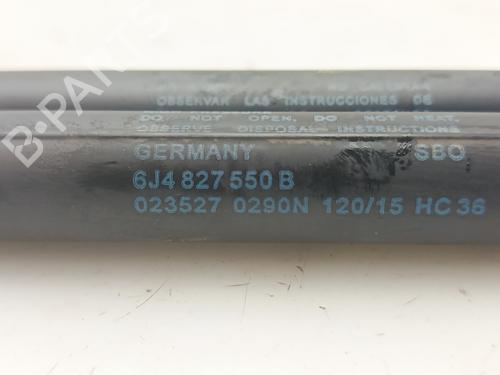 OBSERVAR LAS INSTRUCCIONES
DO NOT OPEN. DO NOT HEAT.
OBSERVE DISPOSAL INSTRUCTIONS
GERMANY SBO
6J4 827 550 B
023527 0290N 120/15 HC 36
B-PARTS